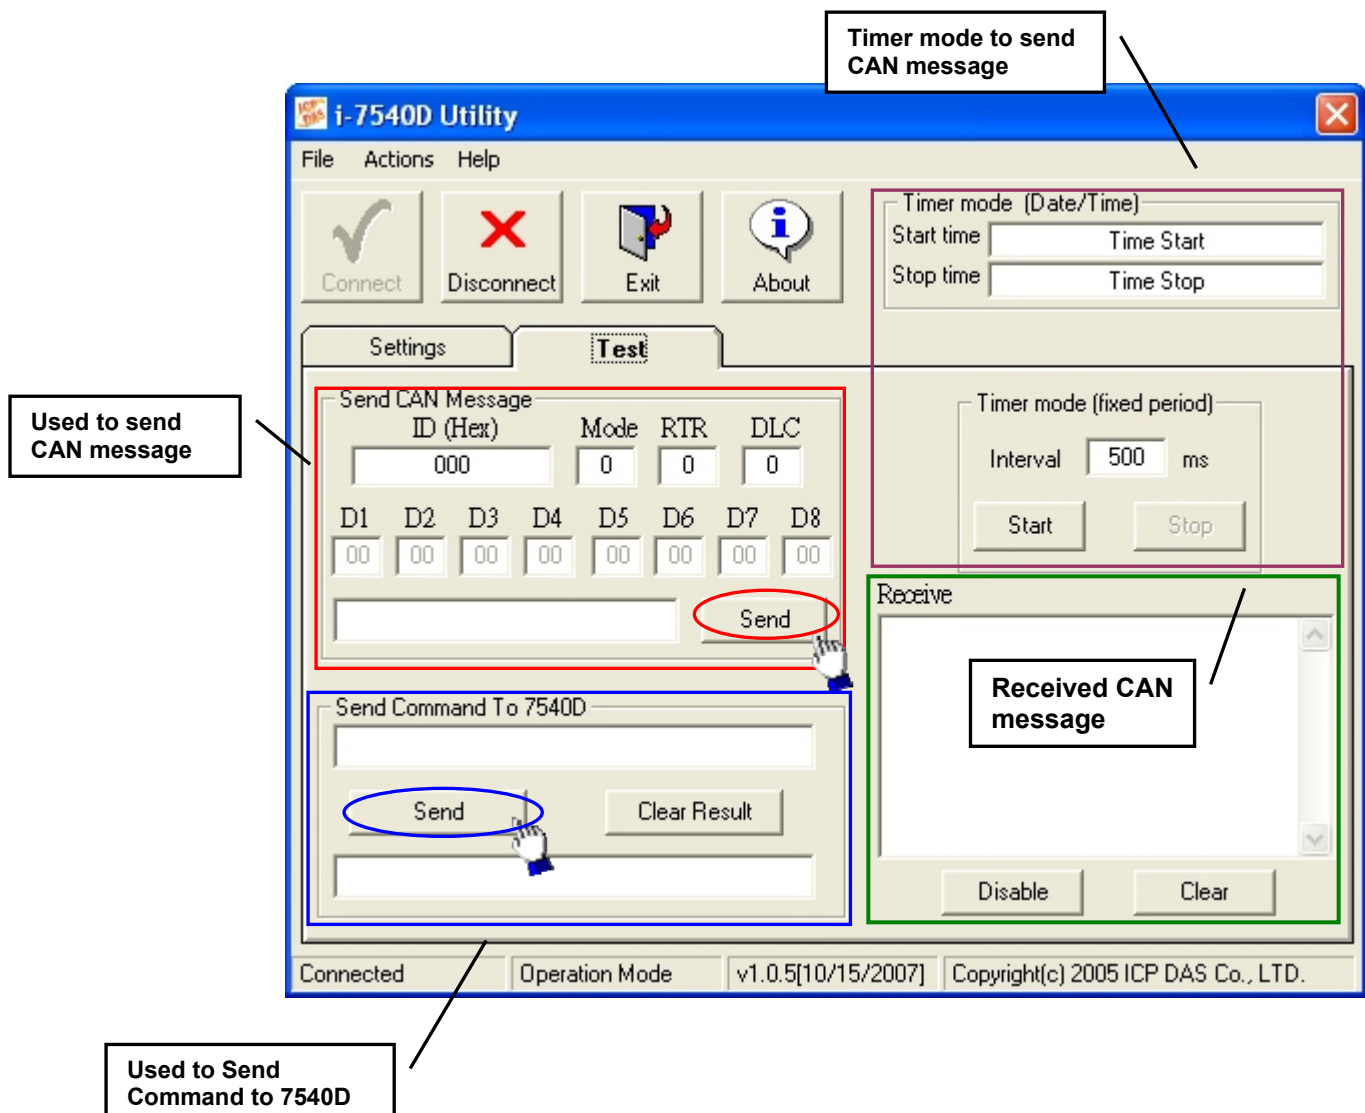 Timer mode to send
CAN message
i-7540D Utility
File Actions Help
Connect Disconnect Exit About
Timer mode (Date/Time)
Start time Time Start
Stop time Time Stop
Settings Test
Used to send
CAN message
Send CAN Message
ID (Hex) Mode RTR DLC
000 0 0 0
D1 D2 D3 D4 D5 D6 D7 D8
00 00 00 00 00 00 00 00
Send
Timer mode (fixed period)
Interval 500 ms
Start Stop
Receive
Received CAN
message
Send Command To 7540D
Send Clear Result
Disable Clear
Connected Operation Mode v1.0.5[10/15/2007] Copyright(c) 2005 ICP DAS Co., LTD.
Used to Send
Command to 7540D